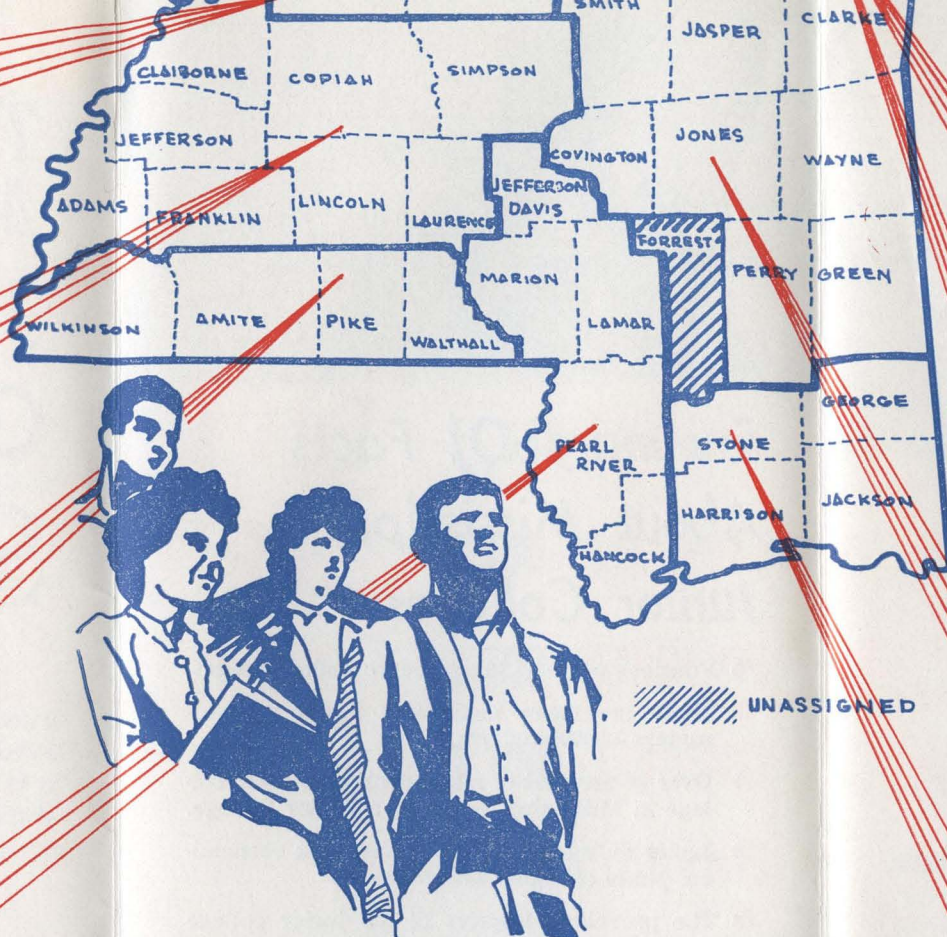 SMITH
JASPER
CLARKE
CLAIBORNE
COPIAH
SIMPSON
JEFFERSON
COVINGTON
JONES
WAYNE
ADAMS
FRANKLIN
LINCOLN
LAURENCE
JEFFERSON
DAVIS
FORREST
MARION
PERRY
GREEN
WILKINSON
AMITE
PIKE
WALTHALL
LAMAR
PEARL
RIVER
STONE
GEORGE
HARRISON
JACKSON
HANCOCK
UNASSIGNED